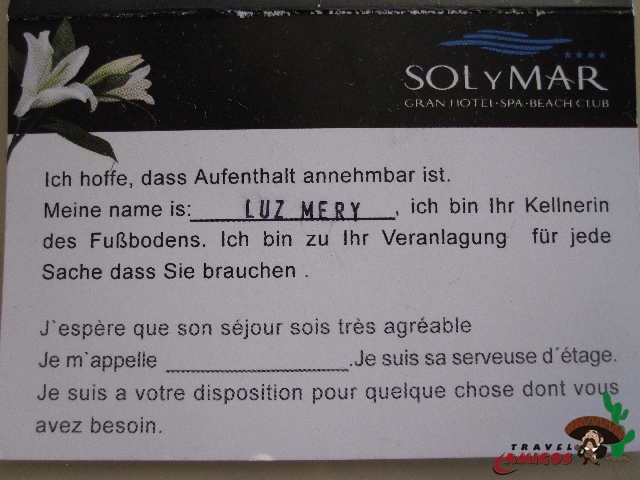 SOLYMAR
GRAN HOTEL·SPA·BEACH CLUB
Ich hoffe, dass Aufenthalt annehmbar ist.
Meine name is: LUZ MERY, ich bin Ihr Kellnerin
des Fußbodens. Ich bin zu Ihr Veranlagung für jede
Sache dass Sie brauchen .
J`espère que son séjour sois très agréable
Je m`appelle ____________________.Je suis sa serveuse d´étage.
Je suis a votre disposition pour quelque chose dont vous
avez besoin.
TRAVEL
AMIGOS